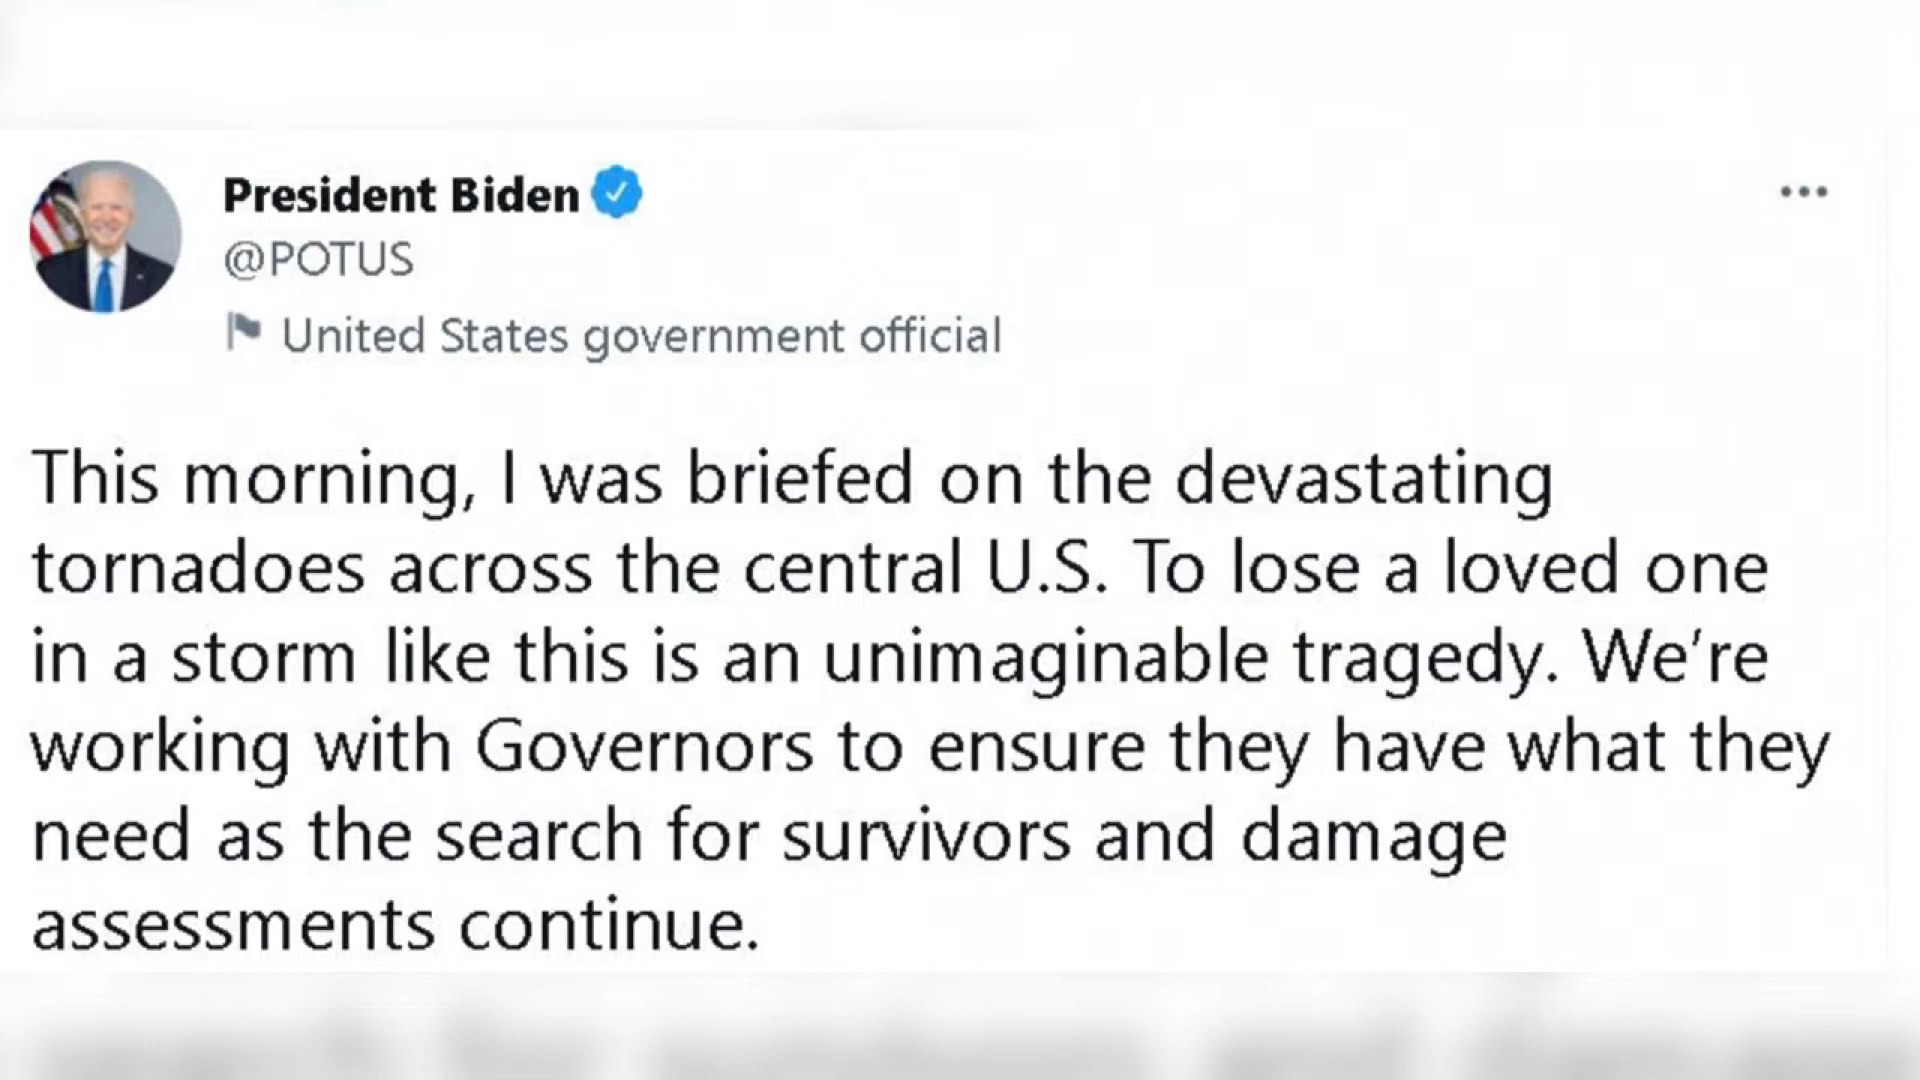 President Biden
@POTUS
United States government official
This morning, I was briefed on the devastating
tornadoes across the central U.S. To lose a loved one
in a storm like this is an unimaginable tragedy. We’re
working with Governors to ensure they have what they
need as the search for survivors and damage
assessments continue.